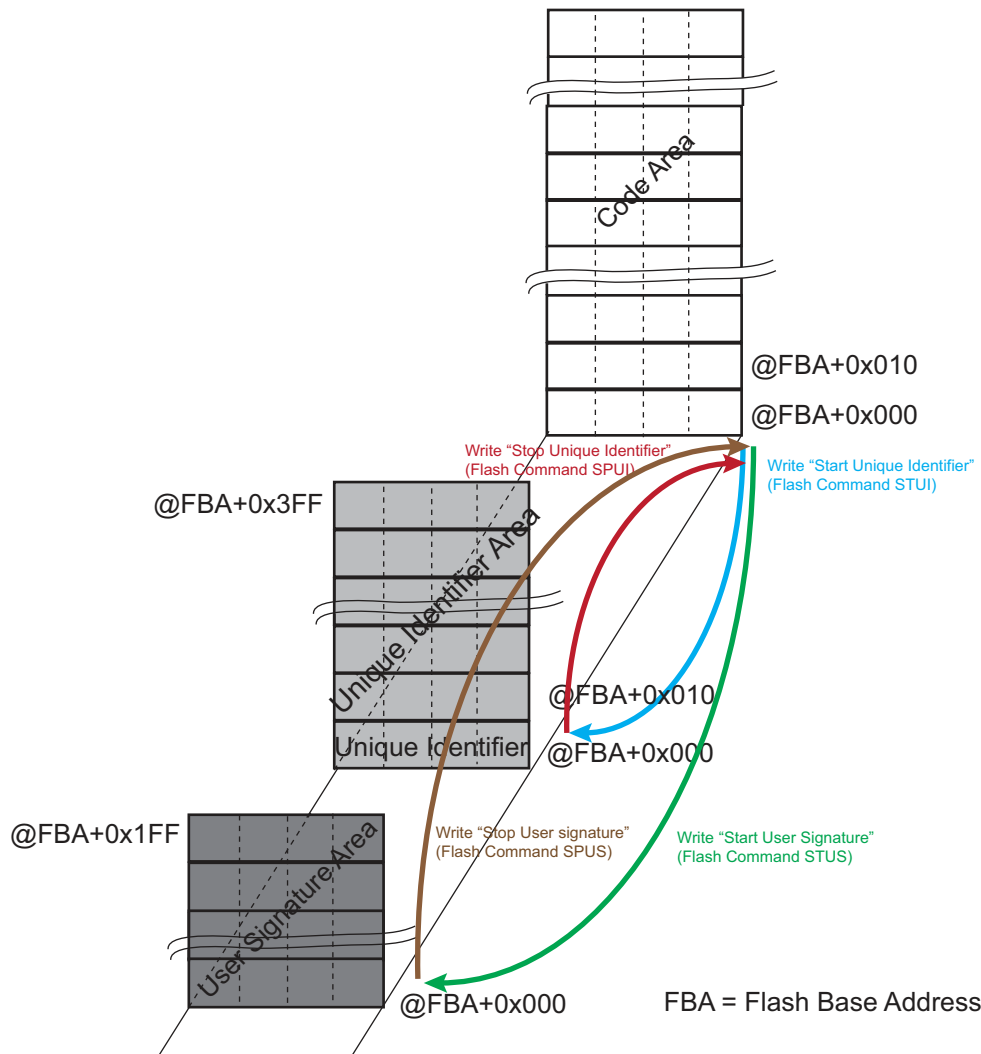 Code Area
@FBA+0x010
@FBA+0x000
Write “Stop Unique Identifier”
(Flash Command SPUI)
Write “Start Unique Identifier”
(Flash Command STUI)
@FBA+0x3FF
Unique Identifier Area
@FBA+0x010
Unique Identifier
@FBA+0x000
@FBA+0x1FF
User Signature Area
Write “Stop User signature”
(Flash Command SPUS)
Write “Start User Signature”
(Flash Command STUS)
@FBA+0x000
FBA = Flash Base Address